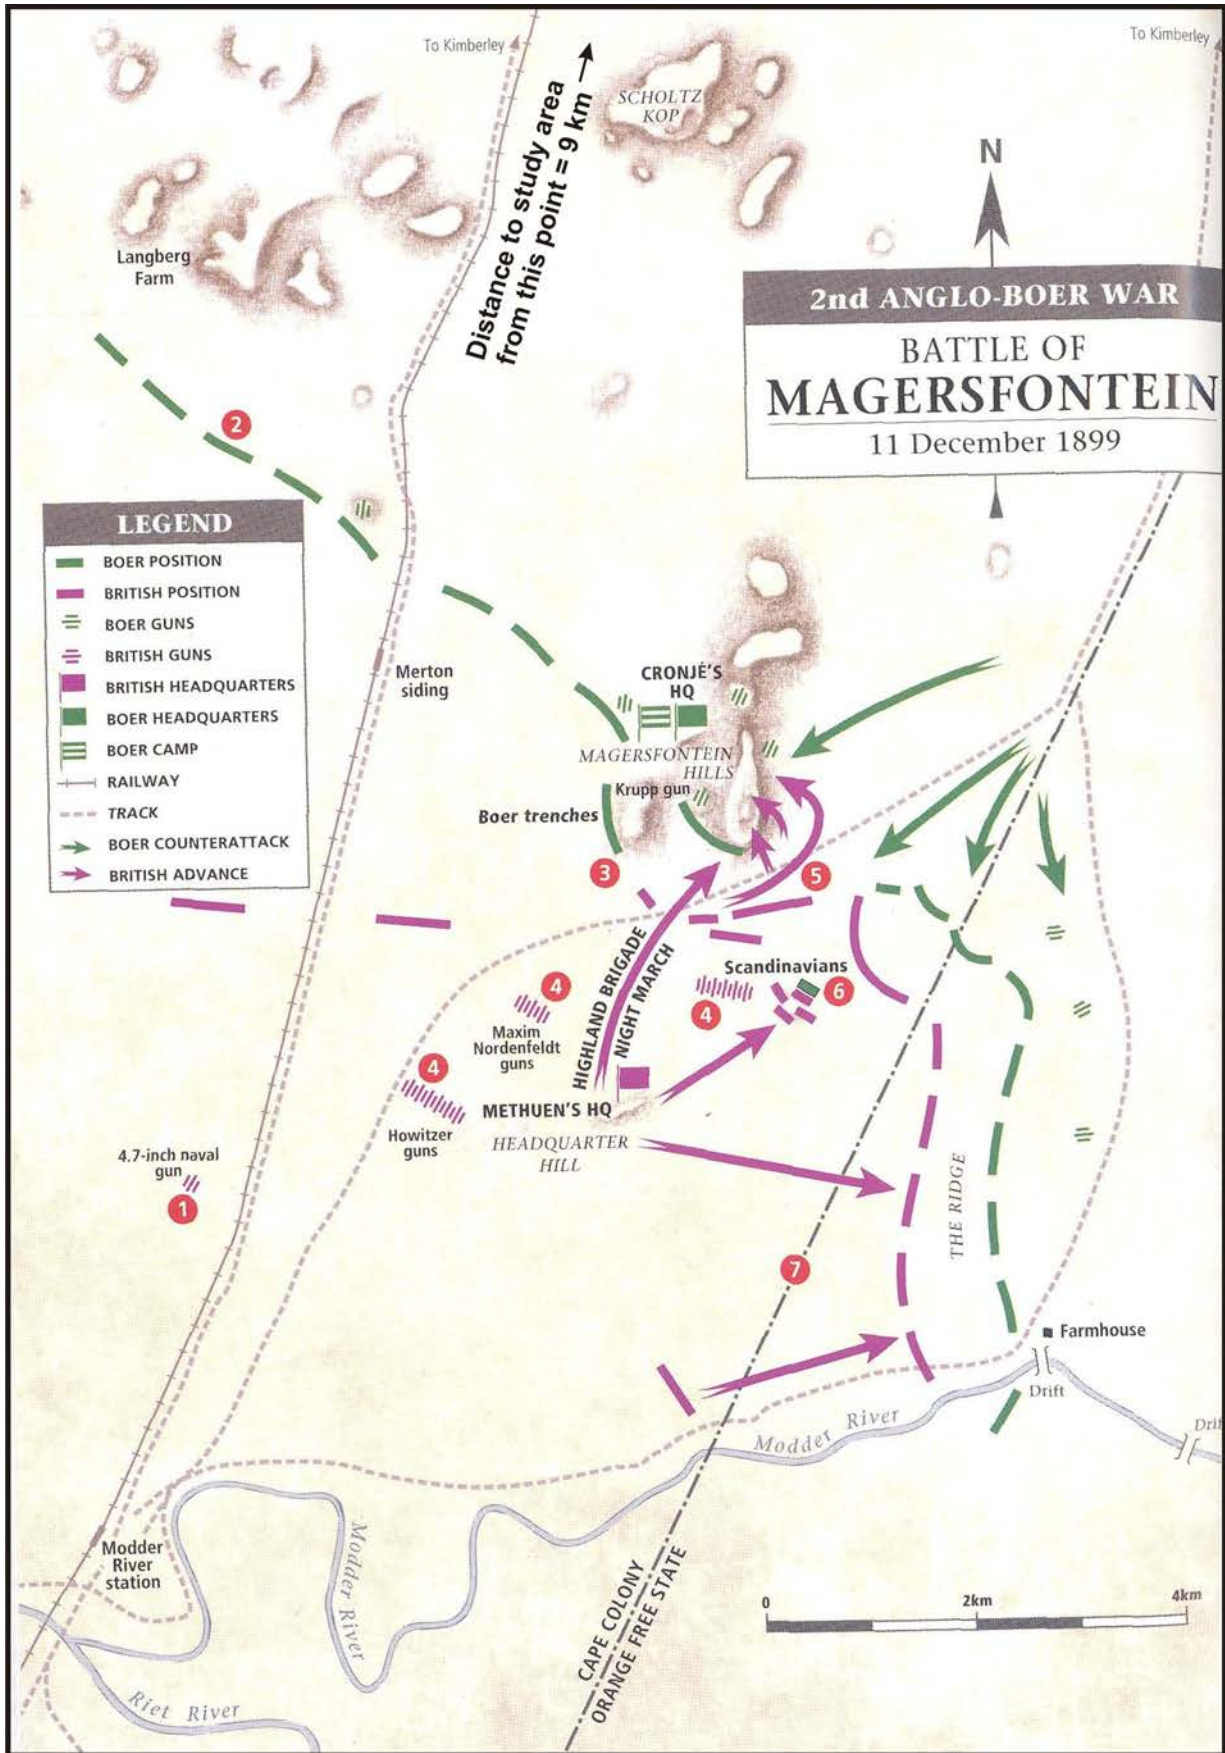 To Kimberley
To Kimberley
Distance to study area
from this point = 9 km
SCHOLTZ
KOP
N
Langberg
Farm
2nd ANGLO-BOER WAR
BATTLE OF
MAGERSFONTEIN
11 December 1899
2
LEGEND
BOER POSITION
BRITISH POSITION
BOER GUNS
BRITISH GUNS
BRITISH HEADQUARTERS
BOER HEADQUARTERS
BOER CAMP
RAILWAY
TRACK
BOER COUNTERATTACK
BRITISH ADVANCE
Merton
siding
CRONJÉ'S
HQ
MAGERSFONTEIN
HILLS
Krupp gun
Boer trenches
3
5
HIGHLAND BRIGADE
NIGHT MARCH
Scandinavians
6
4
4
Maxim
Nordenfeldt
guns
4
METHUEN'S HQ
Howitzer
guns
HEADQUARTER
HILL
4.7-inch naval
gun
1
THE RIDGE
7
Farmhouse
Drift
Modder River
Modder
River
station
Modder River
CAPE COLONY
ORANGE FREE STATE
0 2km 4km
Riet River